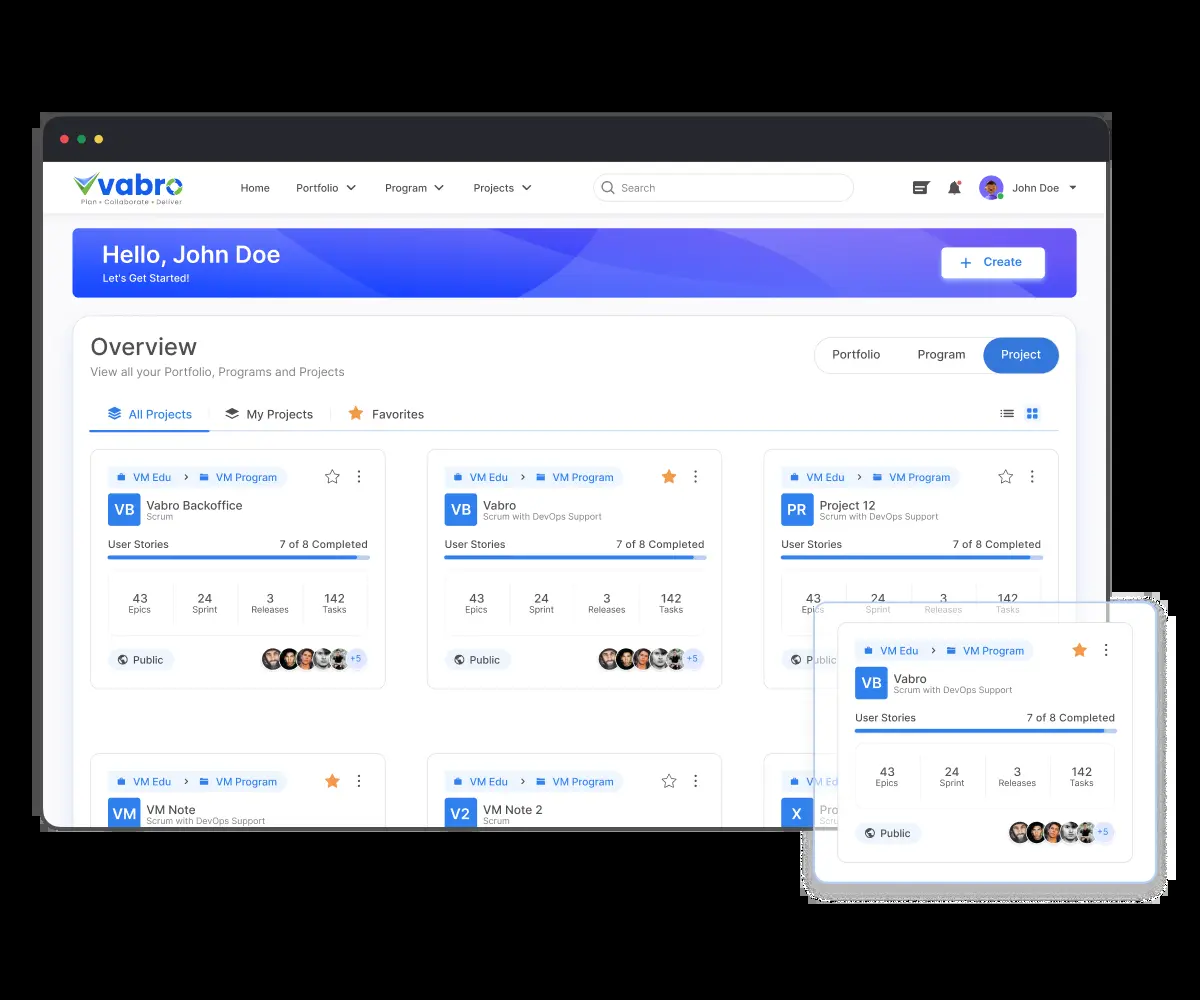 vabro
Plan • Collaborate • Deliver
Home Portfolio Program Projects Search John Doe
Hello, John Doe
Let's Get Started!
Create
Overview
View all your Portfolio, Programs and Projects
Portfolio Program Project
All Projects My Projects Favorites
VM Edu VM Program
VB Vabro Backoffice
Scrum
User Stories 7 of 8 Completed
43 24 3 142
Epics Sprint Releases Tasks
Public +5
VM Edu VM Program
VB Vabro
Scrum with DevOps Support
User Stories 7 of 8 Completed
43 24 3 142
Epics Sprint Releases Tasks
Public +5
VM Edu VM Program
PR Project 12
Scrum with DevOps Support
User Stories 7 of 8 Completed
43 24 3 142
Epics Sprint Releases Tasks
Public
VM Edu VM Program
VM VM Note
Scrum with DevOps Support
VM Edu VM Program
V2 VM Note 2
Scrum
VM Ed
X
VM Edu VM Program
VB Vabro
Scrum with DevOps Support
User Stories 7 of 8 Completed
43 24 3 142
Epics Sprint Releases Tasks
Public +5